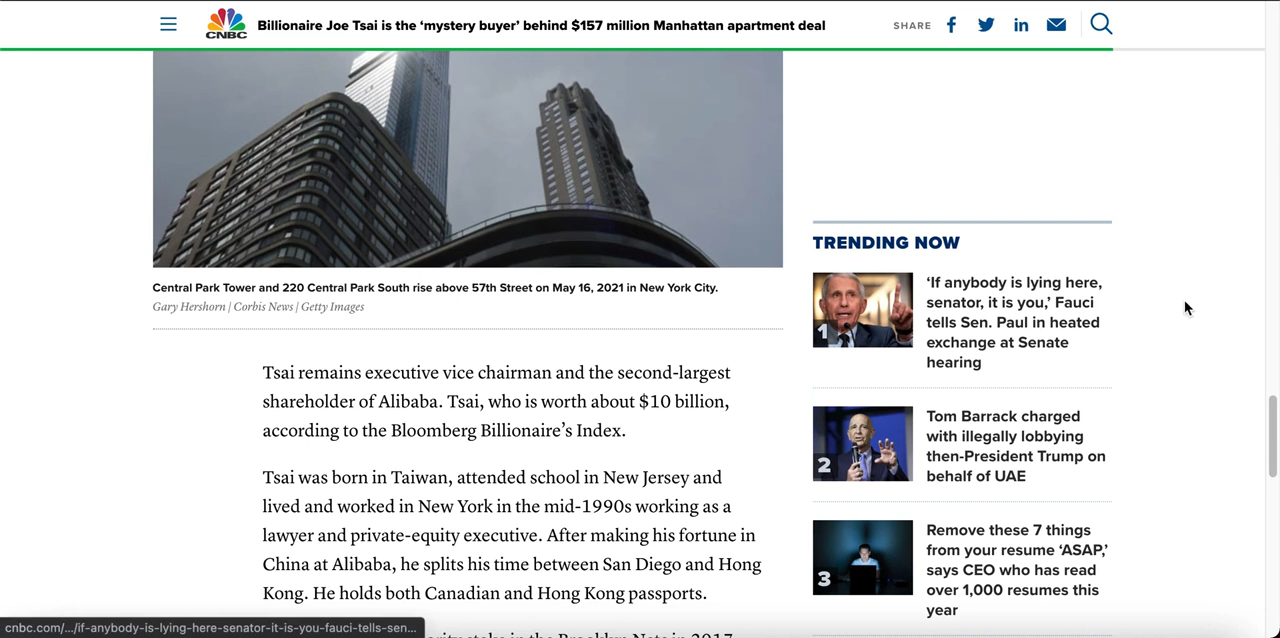 CNBC
Billionaire Joe Tsai is the ‘mystery buyer’ behind $157 million Manhattan apartment deal
SHARE
Central Park Tower and 220 Central Park South rise above 57th Street on May 16, 2021 in New York City.
Gary Hershorn | Corbis News | Getty Images
Tsai remains executive vice chairman and the second-largest
shareholder of Alibaba. Tsai, who is worth about $10 billion,
according to the Bloomberg Billionaire’s Index.
Tsai was born in Taiwan, attended school in New Jersey and
lived and worked in New York in the mid-1990s working as a
lawyer and private-equity executive. After making his fortune in
China at Alibaba, he splits his time between San Diego and Hong
Kong. He holds both Canadian and Hong Kong passports.
stake in the Brooklyn Nets in 2017
TRENDING NOW
1
‘If anybody is lying here,
senator, it is you,’ Fauci
tells Sen. Paul in heated
exchange at Senate
hearing
2
Tom Barrack charged
with illegally lobbying
then-President Trump on
behalf of UAE
3
Remove these 7 things
from your resume ‘ASAP,’
says CEO who has read
over 1,000 resumes this
year
cnbc.com/.../if-anybody-is-lying-here-senator-it-is-you-fauci-tells-sen...